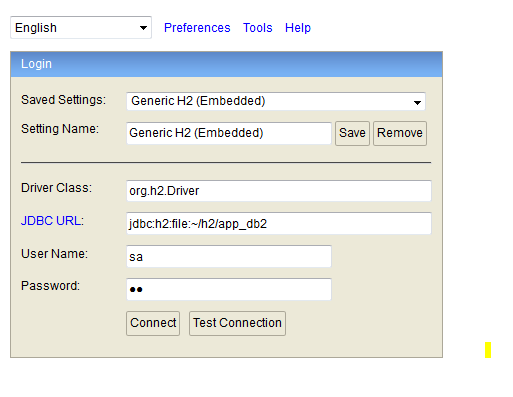 English Preferences Tools Help
Login
Saved Settings: Generic H2 (Embedded)
Setting Name: Generic H2 (Embedded) Save Remove
Driver Class: org.h2.Driver
JDBC URL: jdbc:h2:file:~/h2/app_db2
User Name: sa
Password: ●●
Connect Test Connection